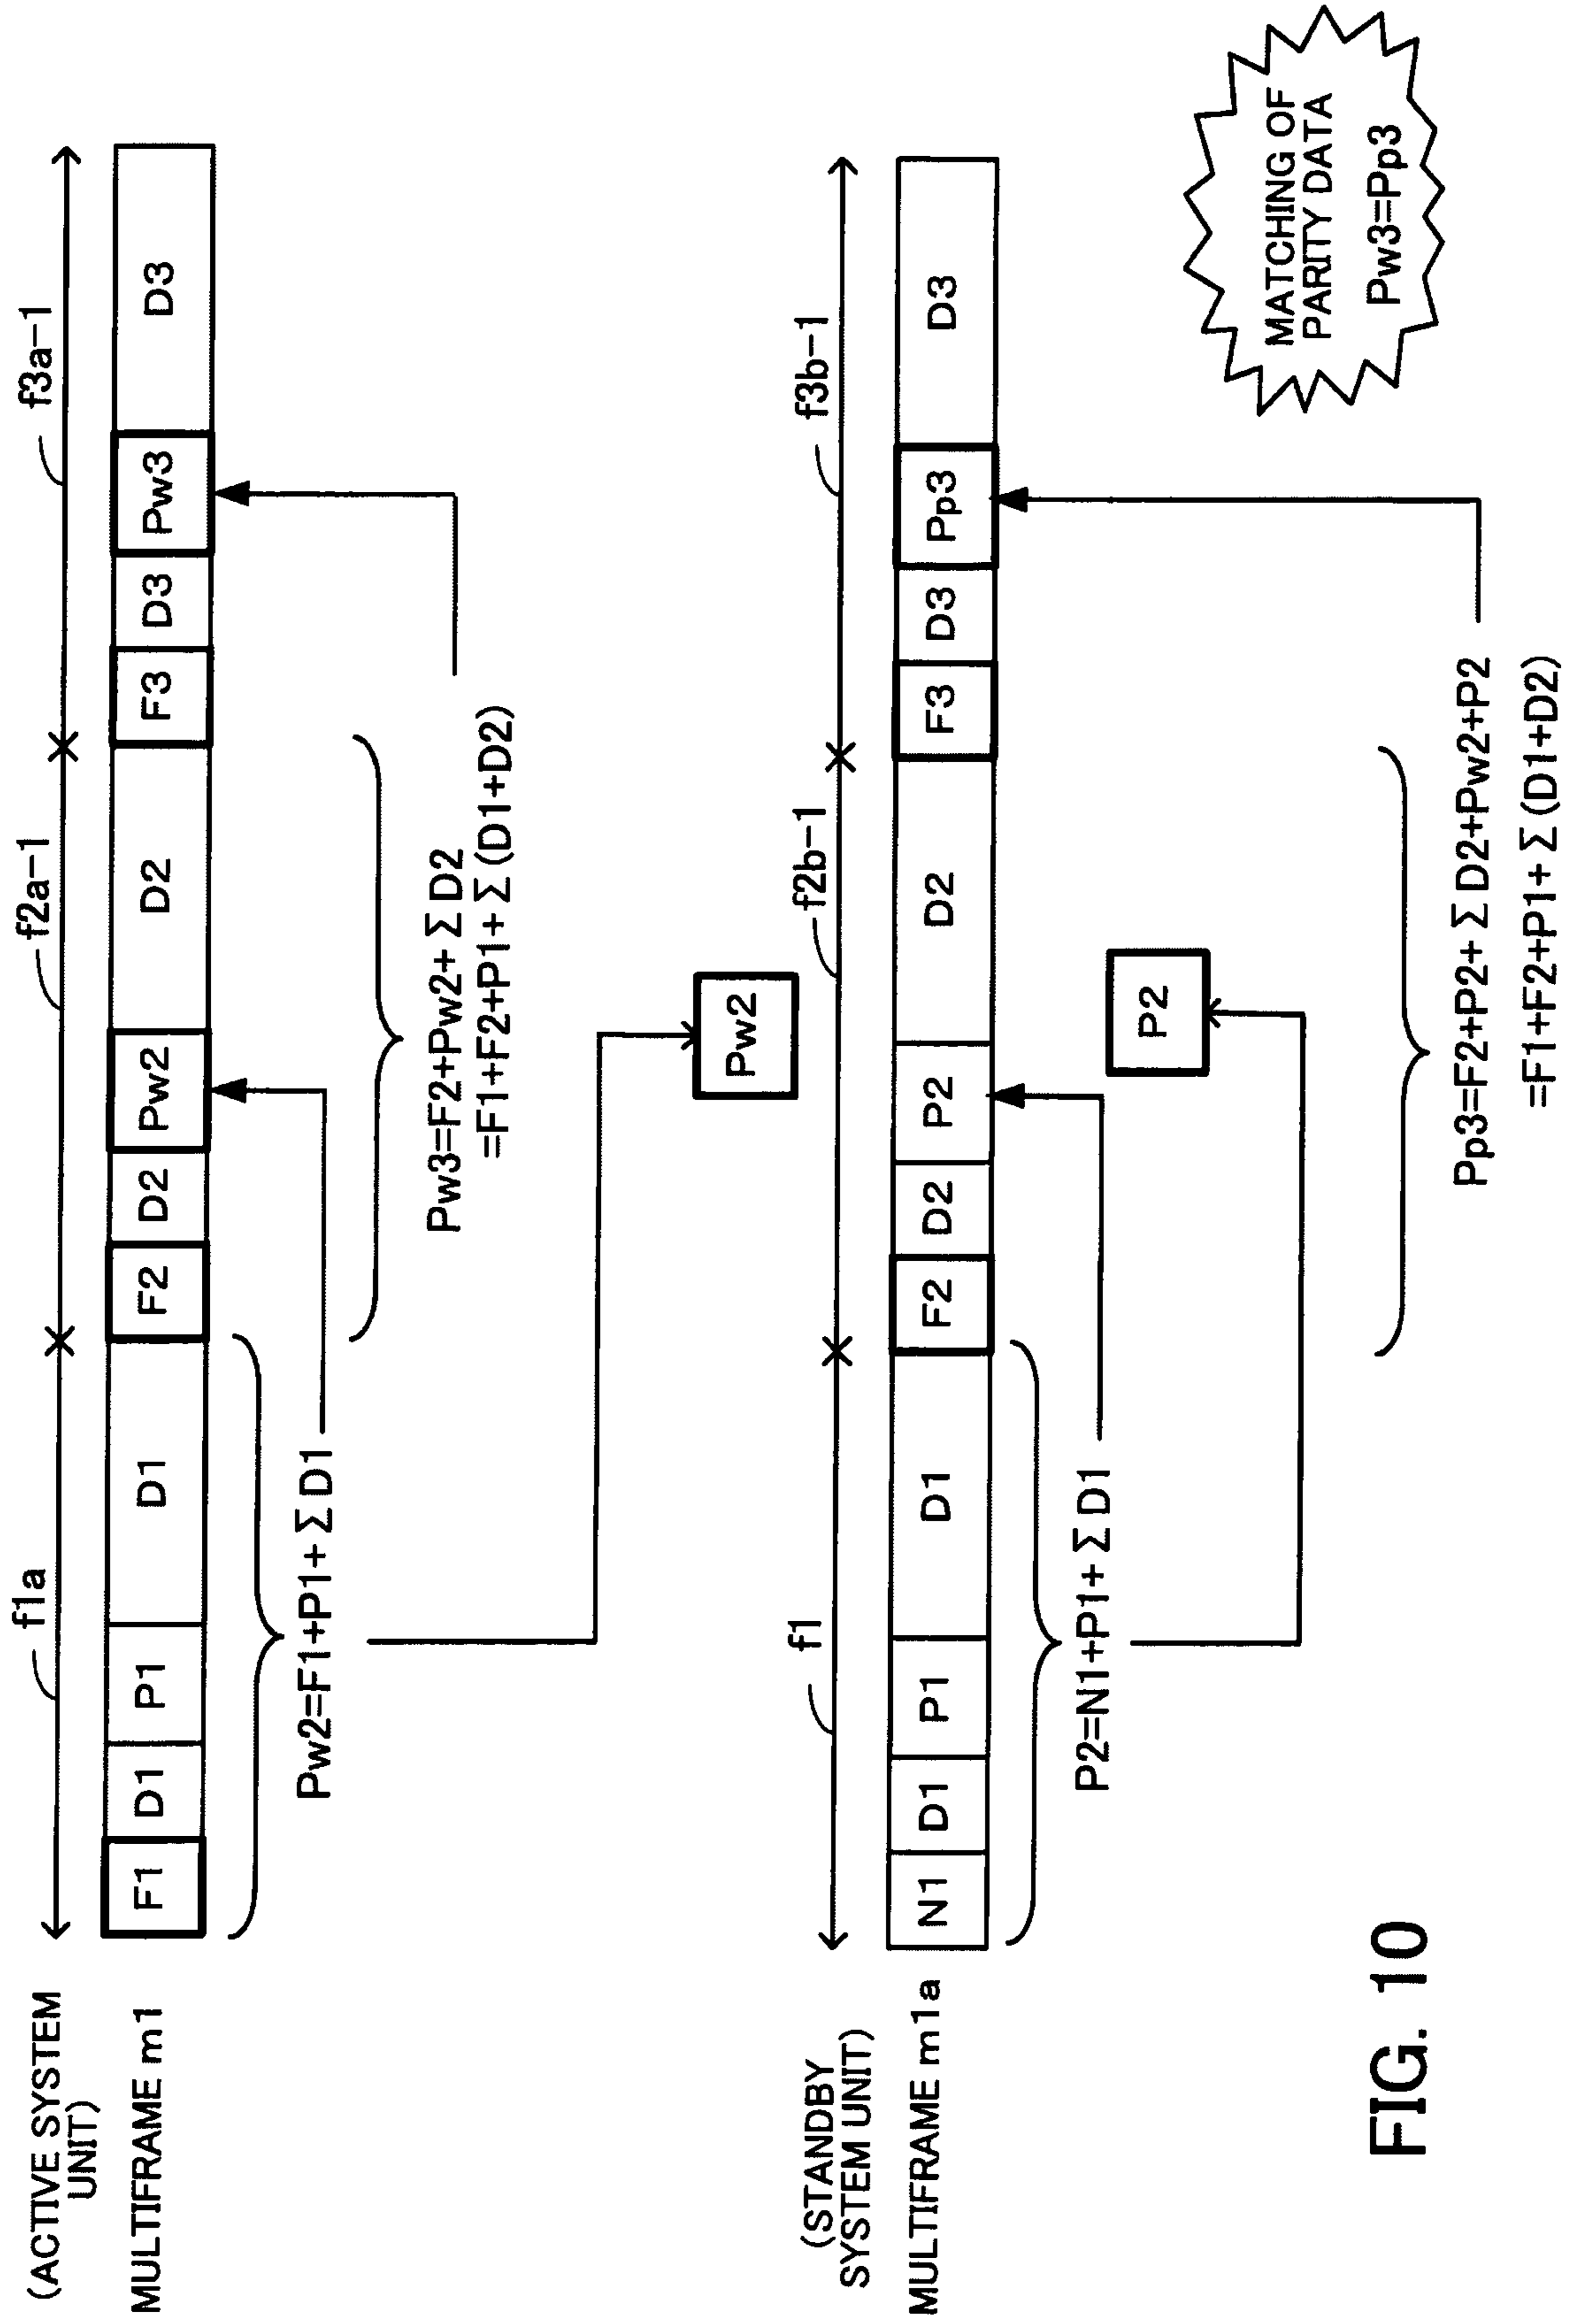 (ACTIVE SYSTEM
UNIT)
MULTIFRAME m1
f1a
f2a-1
f3a-1
F1 D1 P1 D1 F2 D2 Pw2 D2 F3 D3 Pw3 D3
Pw2=F1+P1+ΣD1
Pw3=F2+Pw2+ΣD2
=F1+F2+P1+Σ(D1+D2)
Pw2
(STANDBY
SYSTEM UNIT)
MULTIFRAME m1a
f1
f2b-1
f3b-1
N1 D1 P1 D1 F2 D2 P2 D2 F3 D3 Pp3 D3
P2=N1+P1+ΣD1
P2
Pp3=F2+P2+ΣD2+Pw2+P2
=F1+F2+P1+Σ(D1+D2)
MATCHING OF
PARITY DATA
Pw3=Pp3
FIG. 10